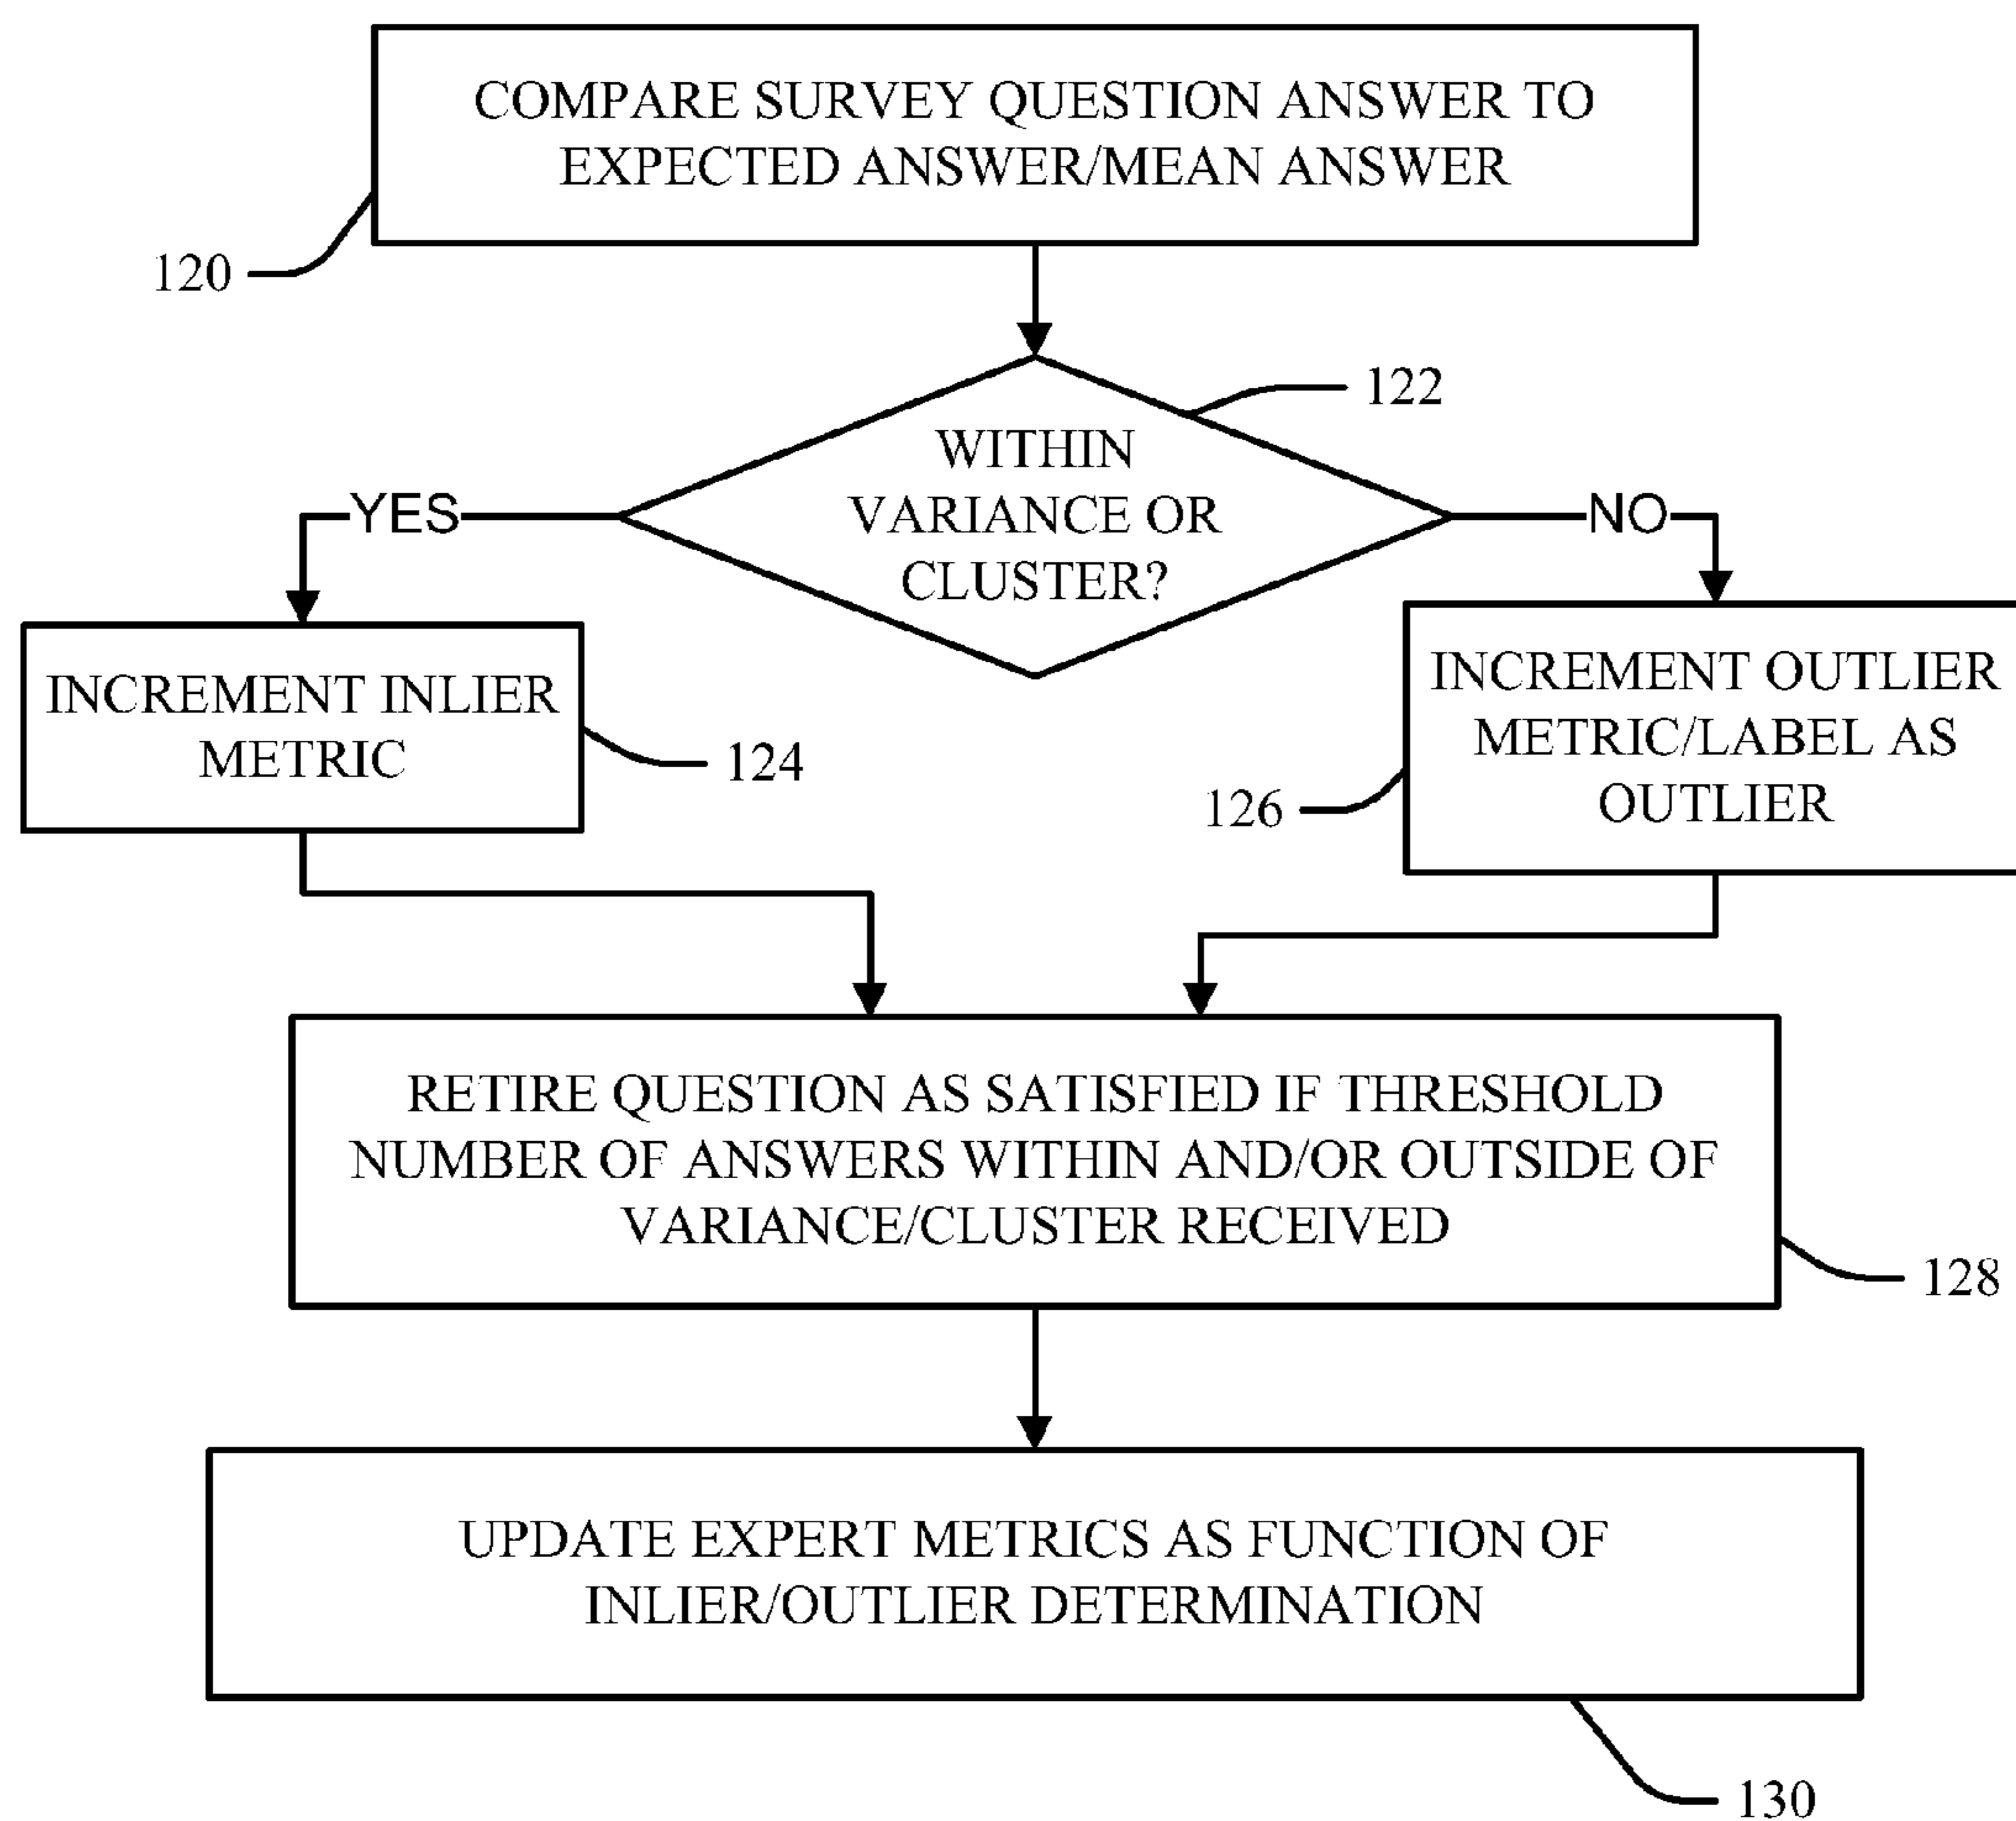 COMPARE SURVEY QUESTION ANSWER TO
EXPECTED ANSWER/MEAN ANSWER
120
122
WITHIN
VARIANCE OR
CLUSTER?
YES
NO
INCREMENT INLIER
METRIC
124
INCREMENT OUTLIER
METRIC/LABEL AS
OUTLIER
126
RETIRE QUESTION AS SATISFIED IF THRESHOLD
NUMBER OF ANSWERS WITHIN AND/OR OUTSIDE OF
VARIANCE/CLUSTER RECEIVED
128
UPDATE EXPERT METRICS AS FUNCTION OF
INLIER/OUTLIER DETERMINATION
130